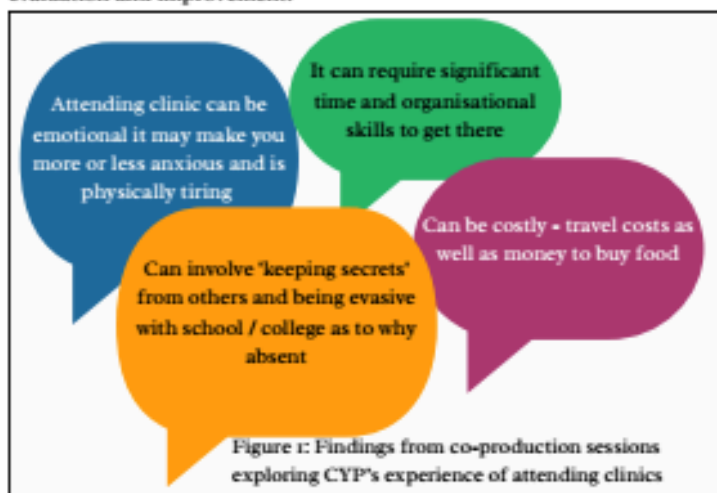 Attending clinic can be
emotional it may make you
more or less anxious and is
physically tiring
It can require significant
time and organisational
skills to get there
Can be costly - travel costs as
well as money to buy food
Can involve 'keeping secrets'
from others and being evasive
with school / college as to why
absent
Figure 1: Findings from co-production sessions
exploring CYP's experience of attending clinics